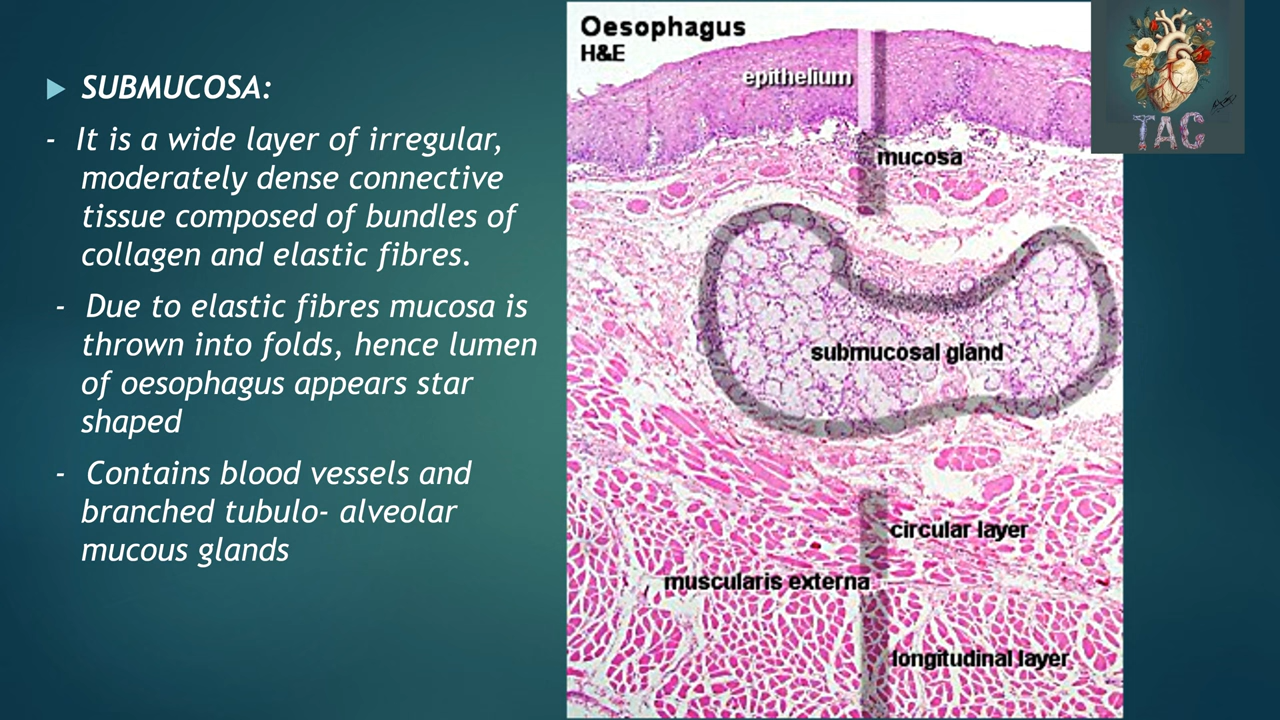 SUBMUCOSA:
- It is a wide layer of irregular,
moderately dense connective
tissue composed of bundles of
collagen and elastic fibres.
- Due to elastic fibres mucosa is
thrown into folds, hence lumen
of oesophagus appears star
shaped
- Contains blood vessels and
branched tubulo- alveolar
mucous glands
Oesophagus
H&E
epithelium
mucosa
submucosal gland
circular layer
muscularis externa
longitudinal layer
TAC